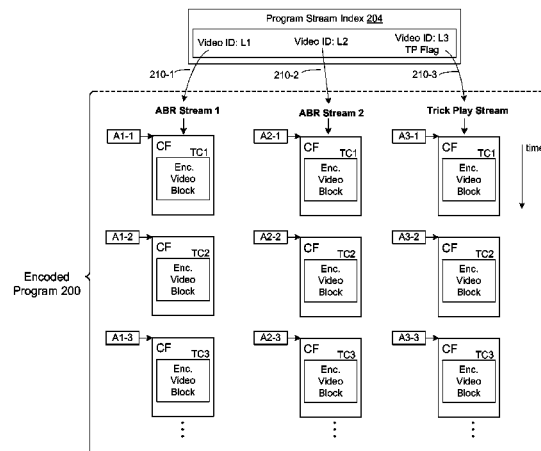 Program Stream Index 204
Video ID: L1
Video ID: L2
Video ID: L3
TP Flag
210-1
210-2
210-3
ABR Stream 1
ABR Stream 2
Trick Play Stream
time
A1-1
CF
TC1
Enc.
Video
Block
A2-1
CF
TC1
Enc.
Video
Block
A3-1
CF
TC1
Enc.
Video
Block
Encoded
Program 200
A1-2
CF
TC2
Enc.
Video
Block
A2-2
CF
TC2
Enc.
Video
Block
A3-2
CF
TC2
Enc.
Video
Block
A1-3
CF
TC3
Enc.
Video
Block
A2-3
CF
TC3
Enc.
Video
Block
A3-3
CF
TC3
Enc.
Video
Block